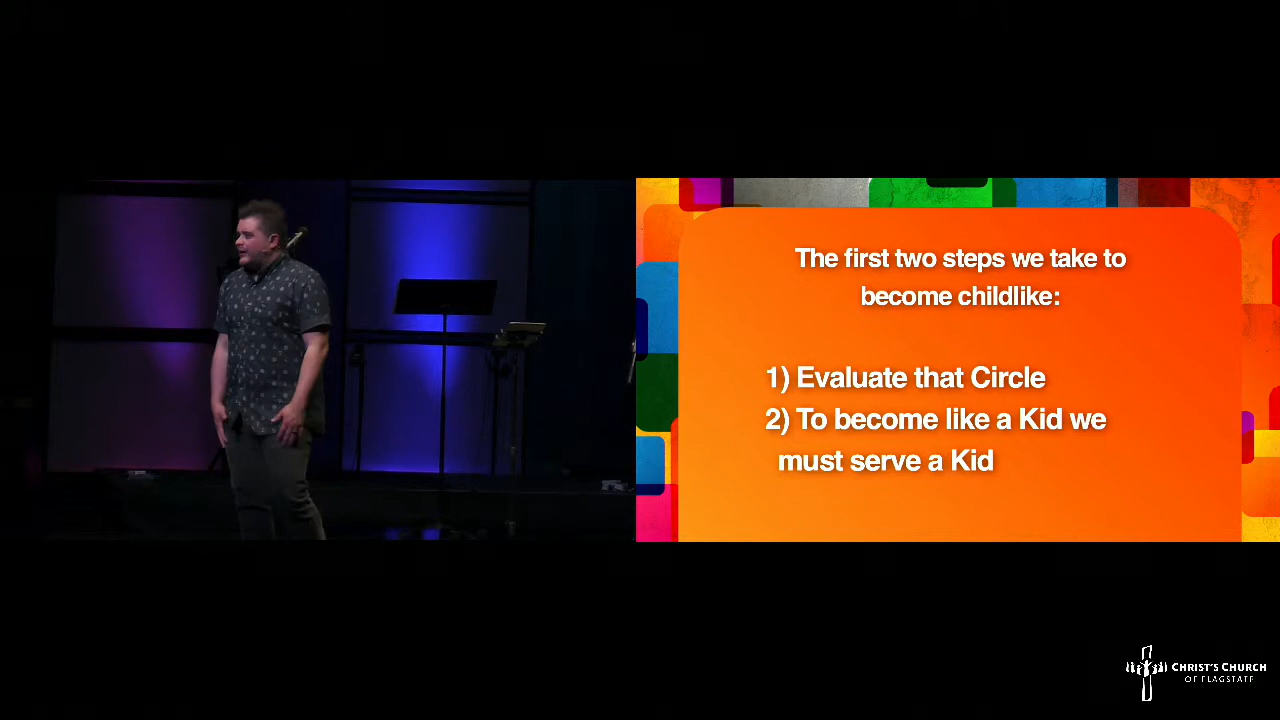 The first two steps we take to
become childlike:
1) Evaluate that Circle
2) To become like a Kid we
must serve a Kid
CHRIST'S CHURCH
OF FLAGSTAFF